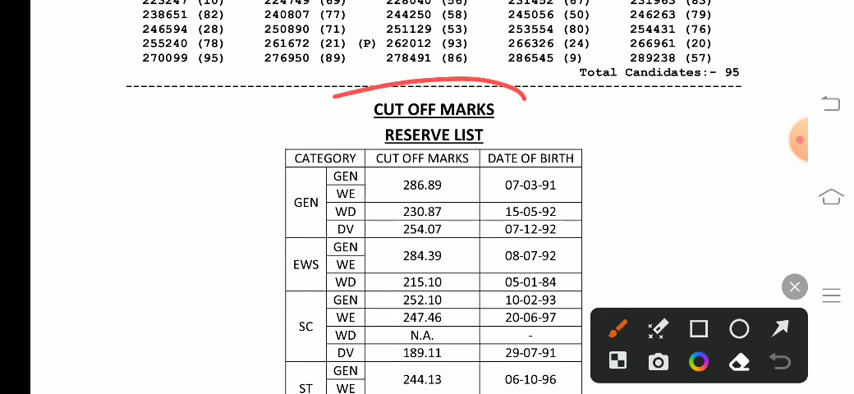 223247 (10) 224749 (69) 228040 (56) 231452 (67) 231963 (83)
238651 (82) 240807 (77) 244250 (58) 245056 (50) 246263 (79)
246594 (28) 250890 (71) 251129 (53) 253554 (80) 254431 (76)
255240 (78) 261672 (21) (P) 262012 (93) 266326 (24) 266961 (20)
270099 (95) 276950 (89) 278491 (86) 286545 (9) 289238 (57)
Total Candidates:- 95
CUT OFF MARKS
RESERVE LIST
CATEGORY CUT OFF MARKS DATE OF BIRTH
GEN GEN 286.89 07-03-91
WE
WD 230.87 15-05-92
DV 254.07 07-12-92
EWS GEN 284.39 08-07-92
WE
WD 215.10 05-01-84
SC GEN 252.10 10-02-93
WE 247.46 20-06-97
WD N.A. -
DV 189.11 29-07-91
ST GEN 244.13 06-10-96
WE